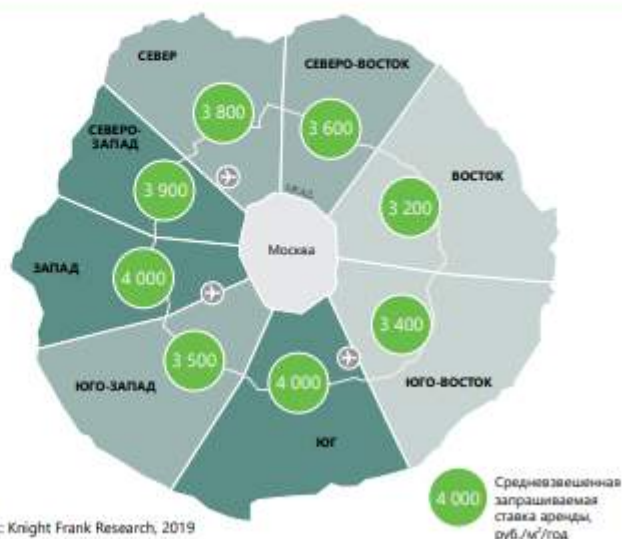 СЕВЕР
СЕВЕРО-ВОСТОК
3 800
3 600
СЕВЕРО-
ЗАПАД
3 900
МКАД
ВОСТОК
3 200
Москва
ЗАПАД
4 000
3 400
3 500
4 000
ЮГО-ЗАПАД
ЮГО-ВОСТОК
ЮГ
4 000
Средневзвешенная
запрашиваемая
ставка аренды,
руб./м²/год
: Knight Frank Research, 2019